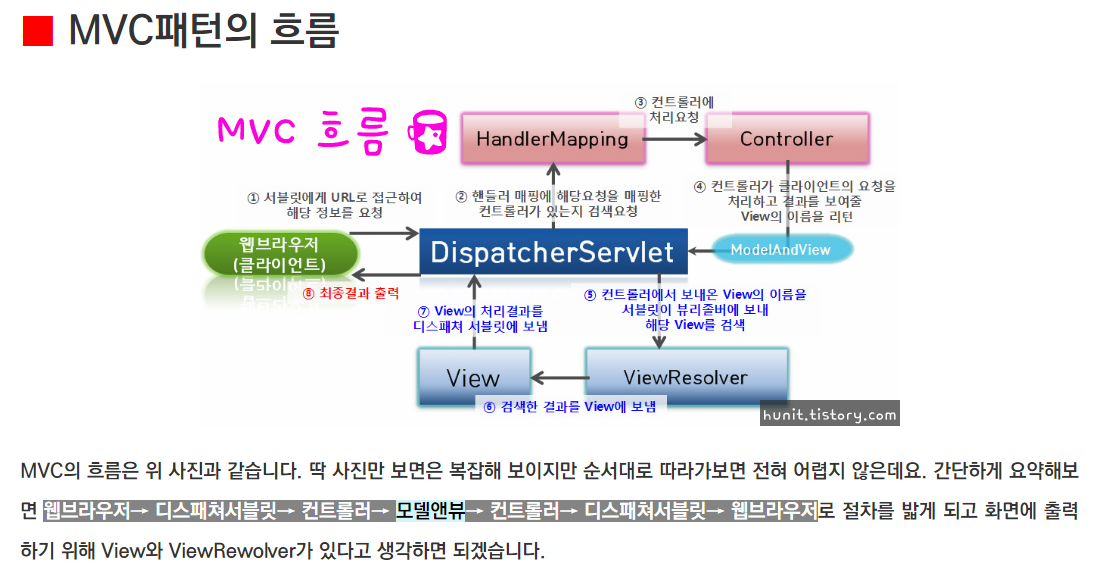 MVC패턴의 흐름
MVC 흐름
③ 컨트롤러에
처리요청
HandlerMapping
Controller
① 서블릿에게 URL로 접근하여
해당 정보를 요청
② 핸들러 매핑에 해당요청을 매핑한
컨트롤러가 있는지 검색요청
④ 컨트롤러가 클라이언트의 요청을
처리하고 결과를 보여줄
View의 이름을 리턴
웹브라우저
(클라이언트)
DispatcherServlet
ModelAndView
⑧ 최종결과 출력
⑦ View의 처리결과를
디스패처 서블릿에 보냄
⑤ 컨트롤러에서 보내온 View의 이름을
서블릿이 뷰리졸버에 보내
해당 View를 검색
View
ViewResolver
⑥ 검색한 결과를 View에 보냄
hunit.tistory.com
MVC의 흐름은 위 사진과 같습니다. 딱 사진만 보면은 복잡해 보이지만 순서대로 따라가보면 전혀 어렵지 않은데요. 간단하게 요약해보
면 웹브라우저→ 디스패쳐서블릿→ 컨트롤러→ 모델앤뷰→ 컨트롤러→ 디스패쳐서블릿→ 웹브라우저로 절차를 밟게 되고 화면에 출력
하기 위해 View와 ViewRewolver가 있다고 생각하면 되겠습니다.